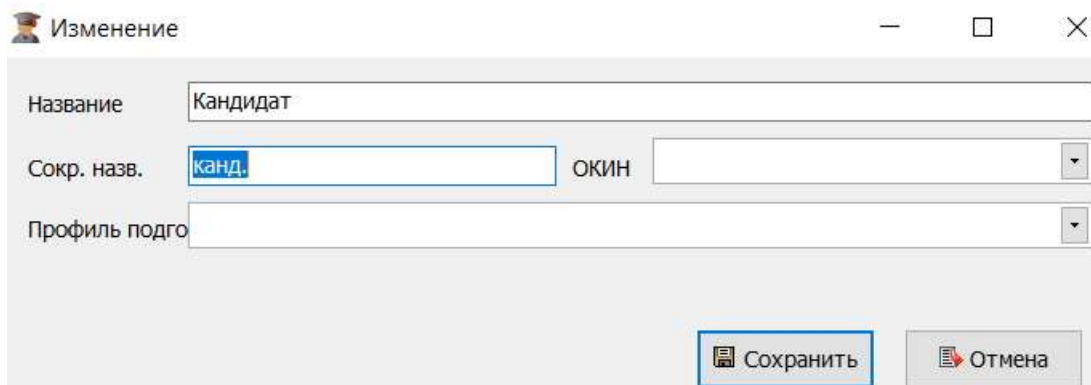 Изменение
Название Кандидат
Сокр. назв. канд. ОКИН
Профиль подго
Сохранить Отмена